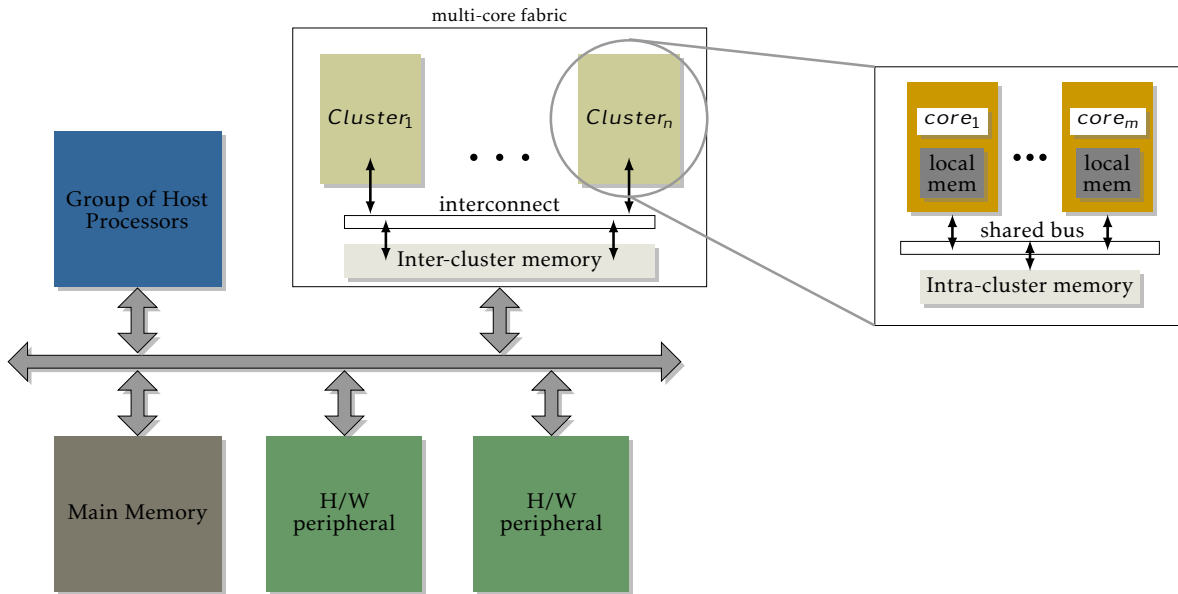 multi-core fabric
Cluster₁
. . .
Clusterₙ
interconnect
Inter-cluster memory
Group of Host
Processors
core₁
local
mem
•••
coreₘ
local
mem
shared bus
Intra-cluster memory
Main Memory
H/W
peripheral
H/W
peripheral